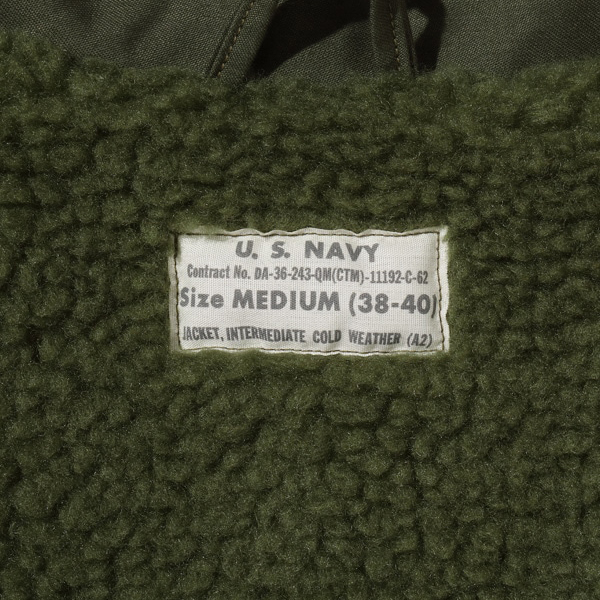 U. S. NAVY
Contract No. DA-36-243-QM(CTM)-11192-C-62
Size MEDIUM (38-40)
JACKET, INTERMEDIATE COLD WEATHER (A2)